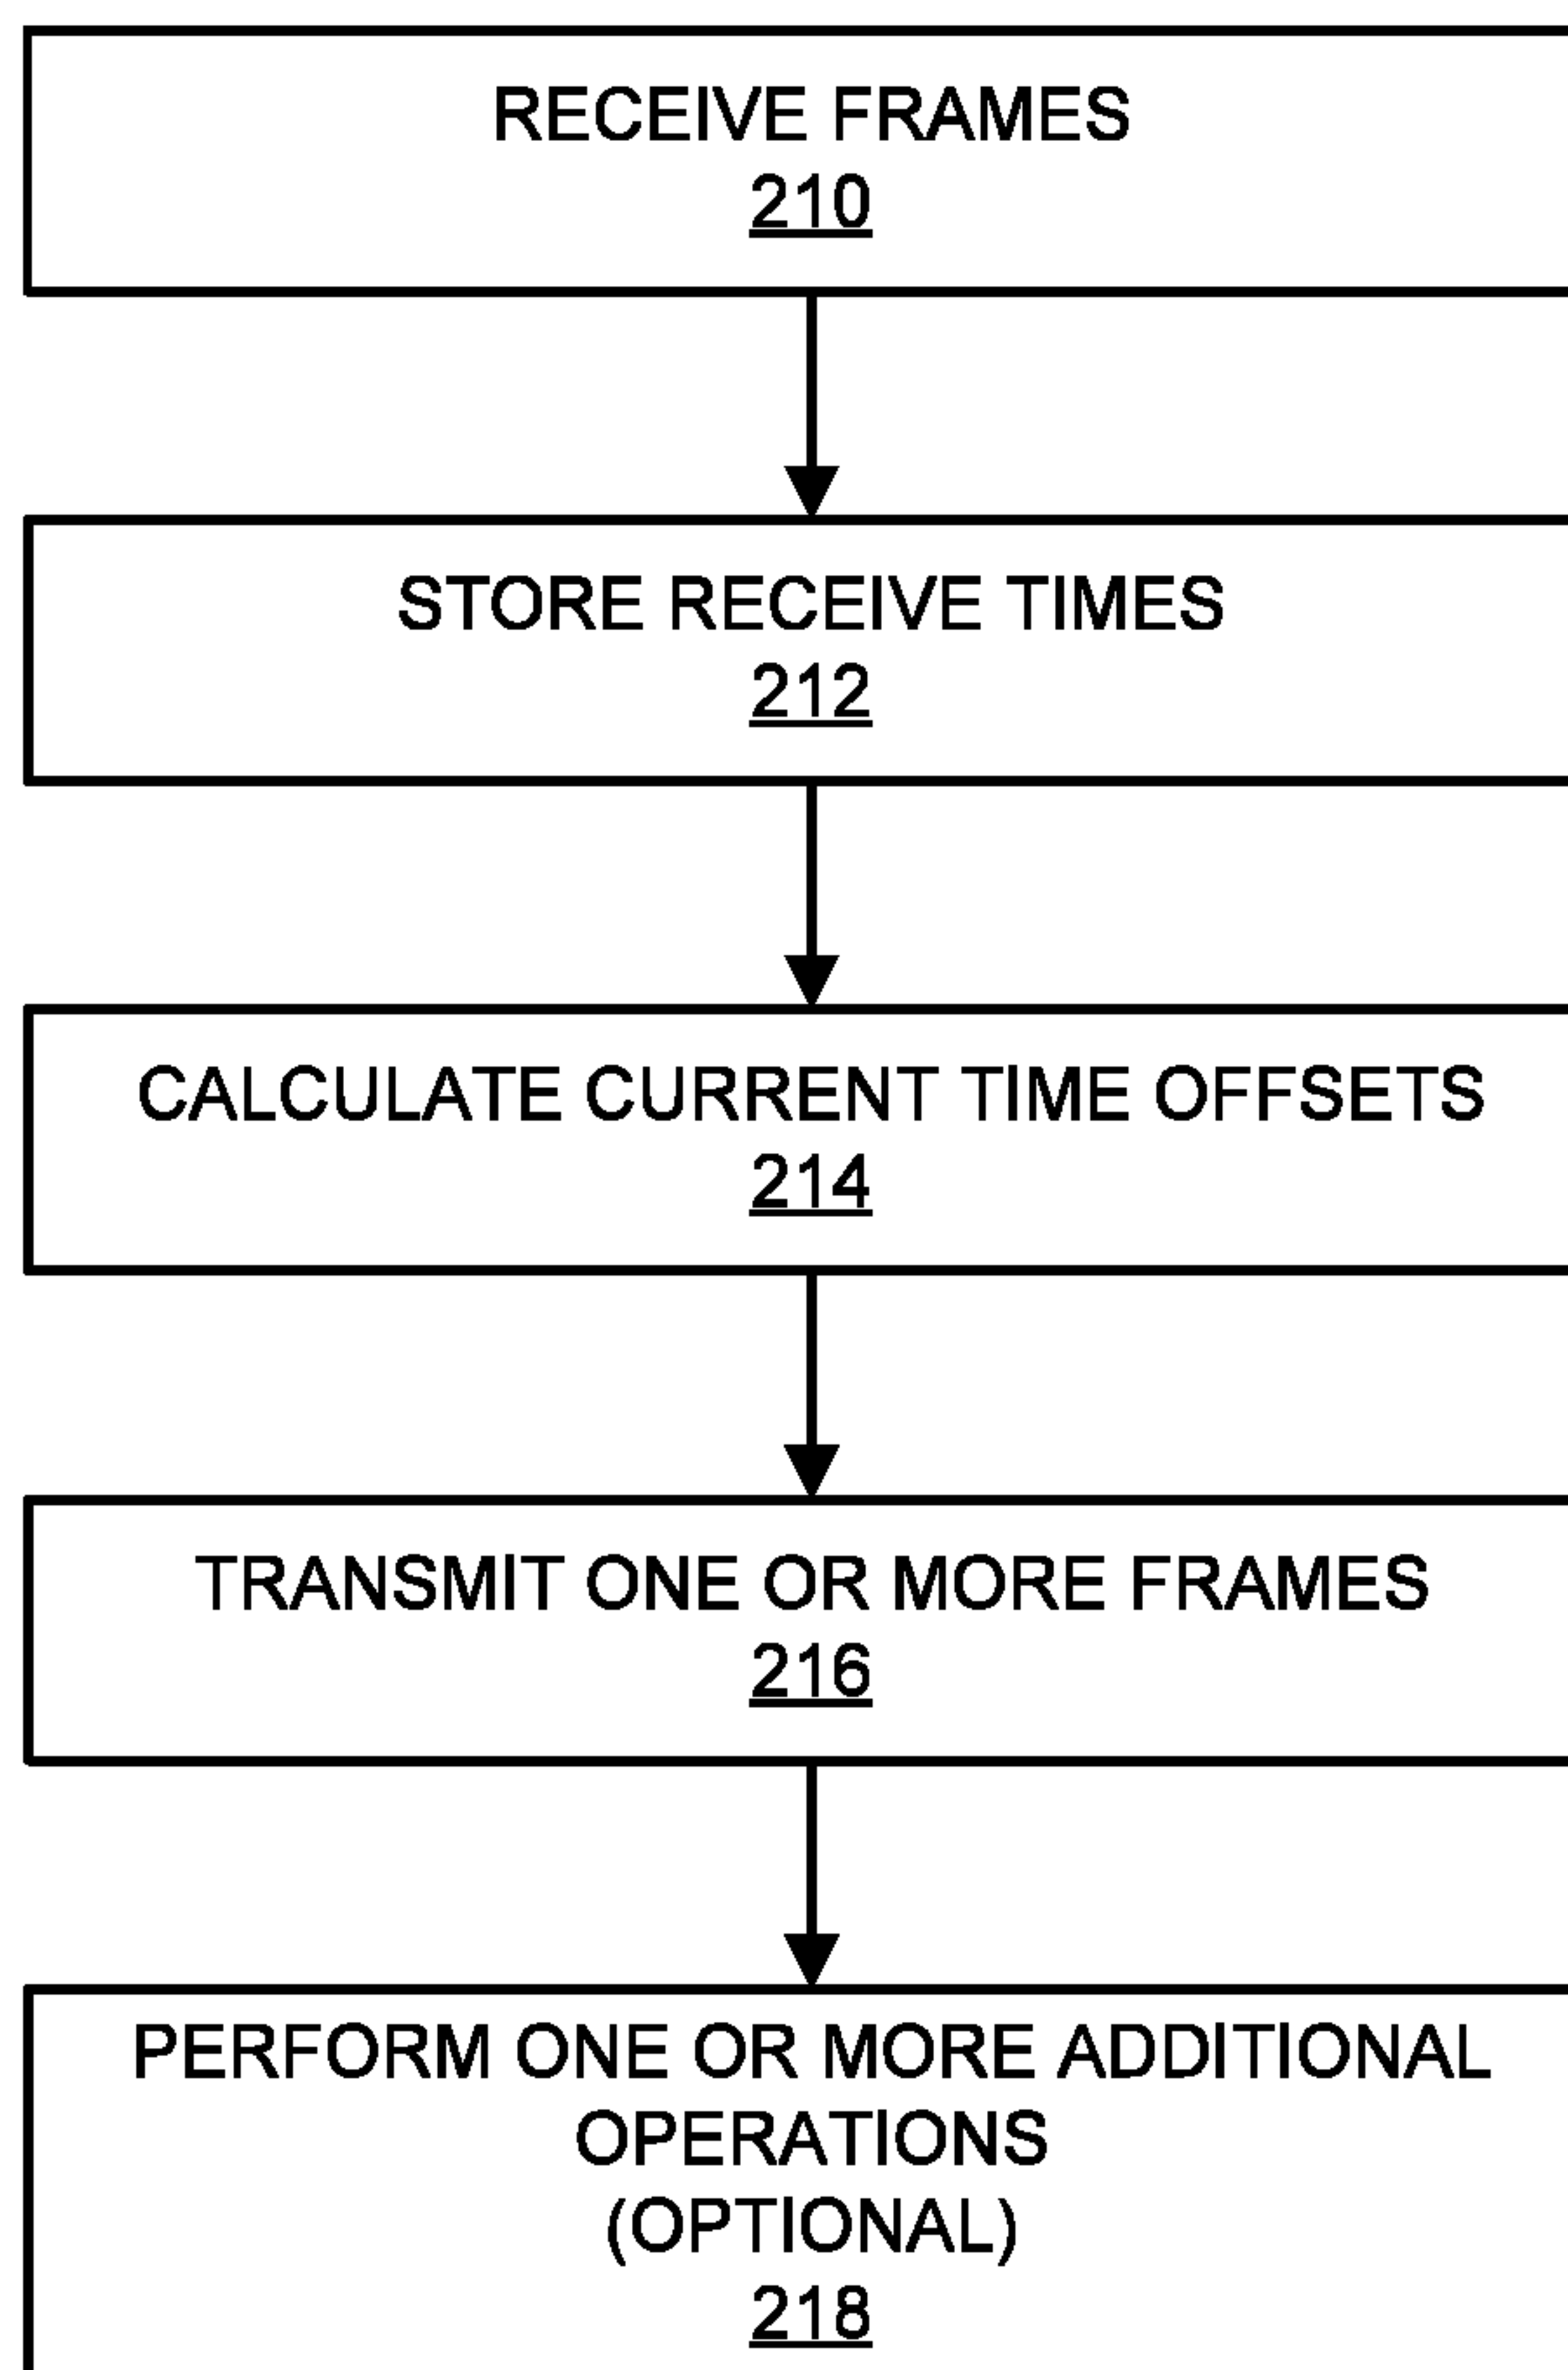 RECEIVE FRAMES
210
STORE RECEIVE TIMES
212
CALCULATE CURRENT TIME OFFSETS
214
TRANSMIT ONE OR MORE FRAMES
216
PERFORM ONE OR MORE ADDITIONAL
OPERATIONS
(OPTIONAL)
218